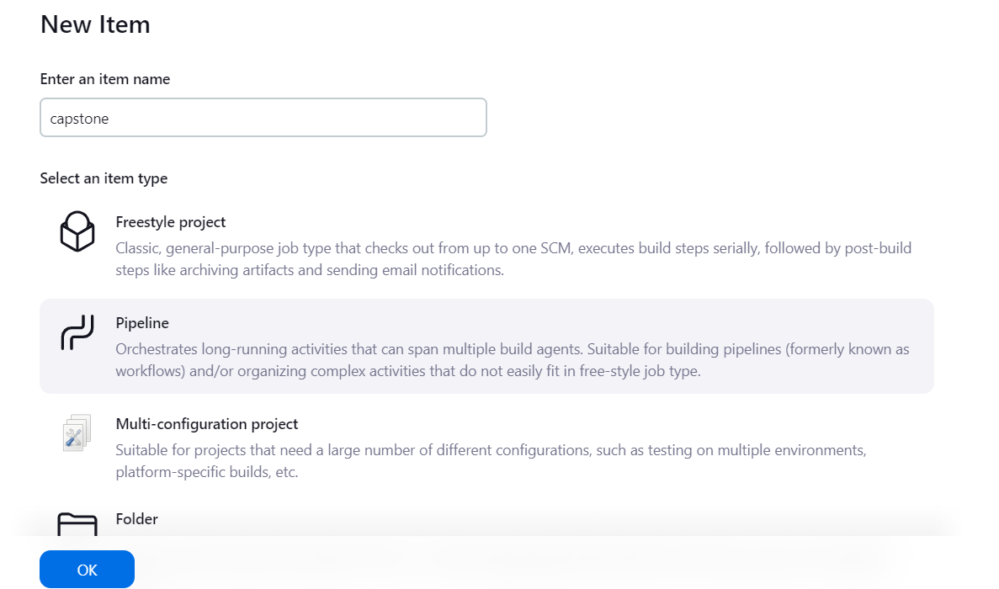 New Item
Enter an item name
capstone
Select an item type
Freestyle project
Classic, general-purpose job type that checks out from up to one SCM, executes build steps serially, followed by post-build
steps like archiving artifacts and sending email notifications.
Pipeline
Orchestrates long-running activities that can span multiple build agents. Suitable for building pipelines (formerly known as
workflows) and/or organizing complex activities that do not easily fit in free-style job type.
Multi-configuration project
Suitable for projects that need a large number of different configurations, such as testing on multiple environments,
platform-specific builds, etc.
Folder
OK